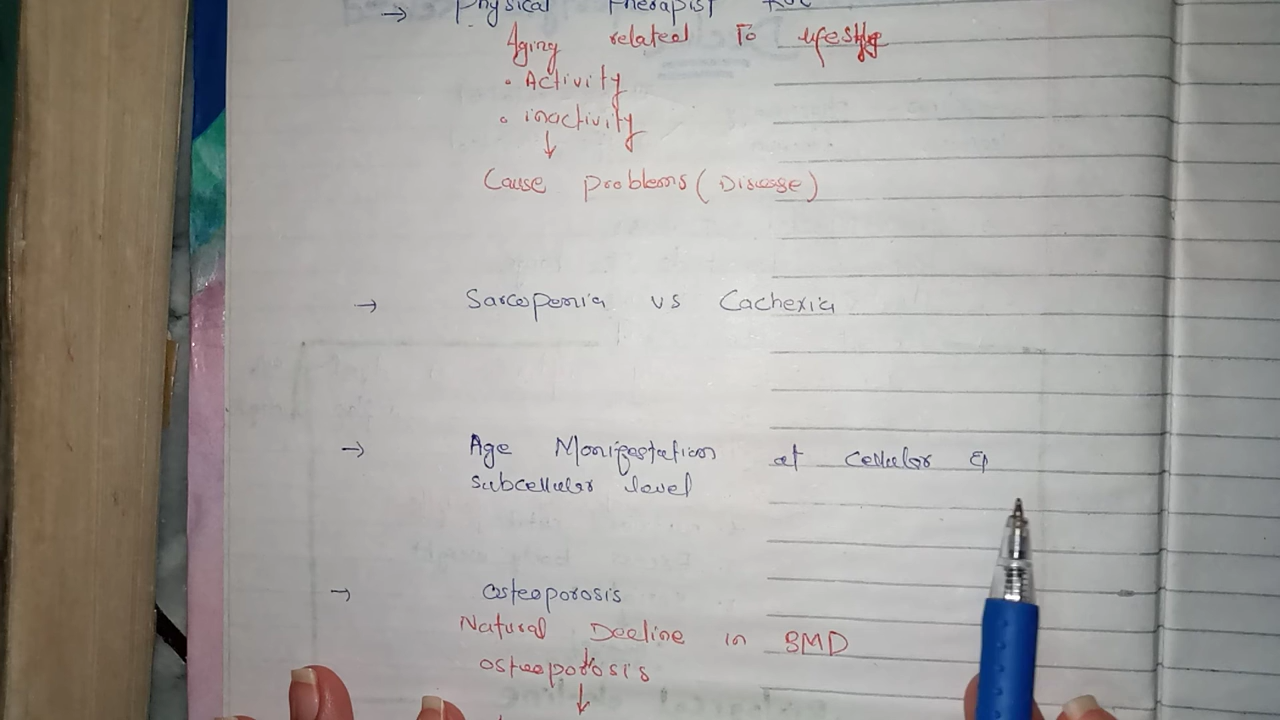 → Physical Therapist
Aging related To lifestyle
• Activity
• inactivity
↓
Cause problems (Disease)
→ Sarcopenia vs Cachexia
→ Age Manifestation at cellular &
subcellular level
→ Osteoporosis
Natural Decline in BMD
↓
osteoporosis
↓